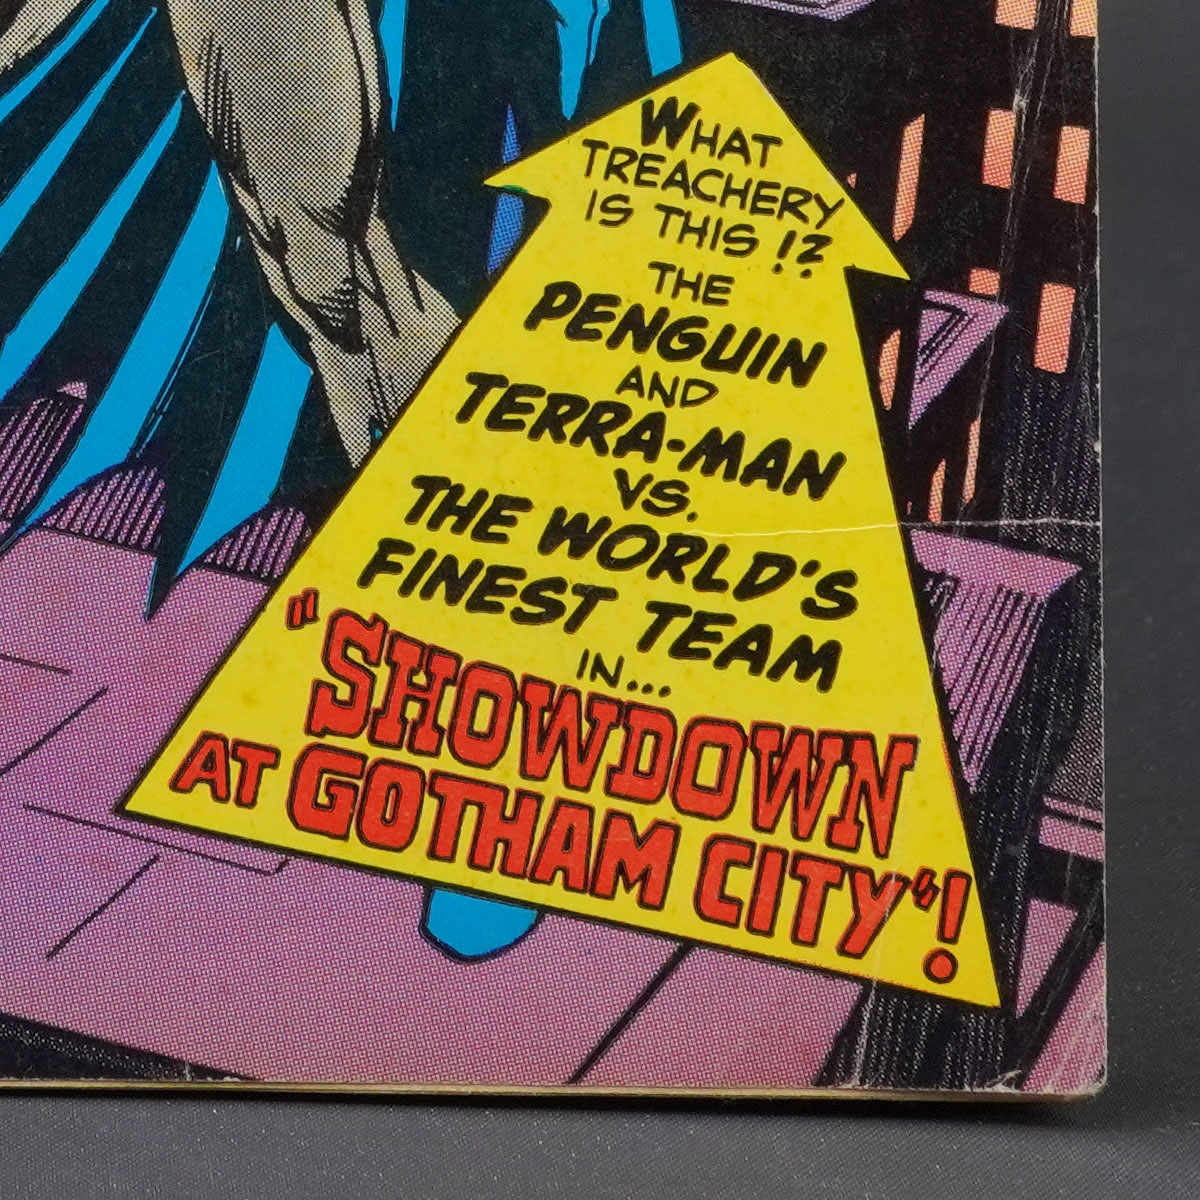 WHAT
TREACHERY
IS THIS!?
THE
PENGUIN
AND
TERRA-MAN
VS.
THE WORLD'S
FINEST TEAM
IN...
"SHOWDOWN
AT GOTHAM CITY"!